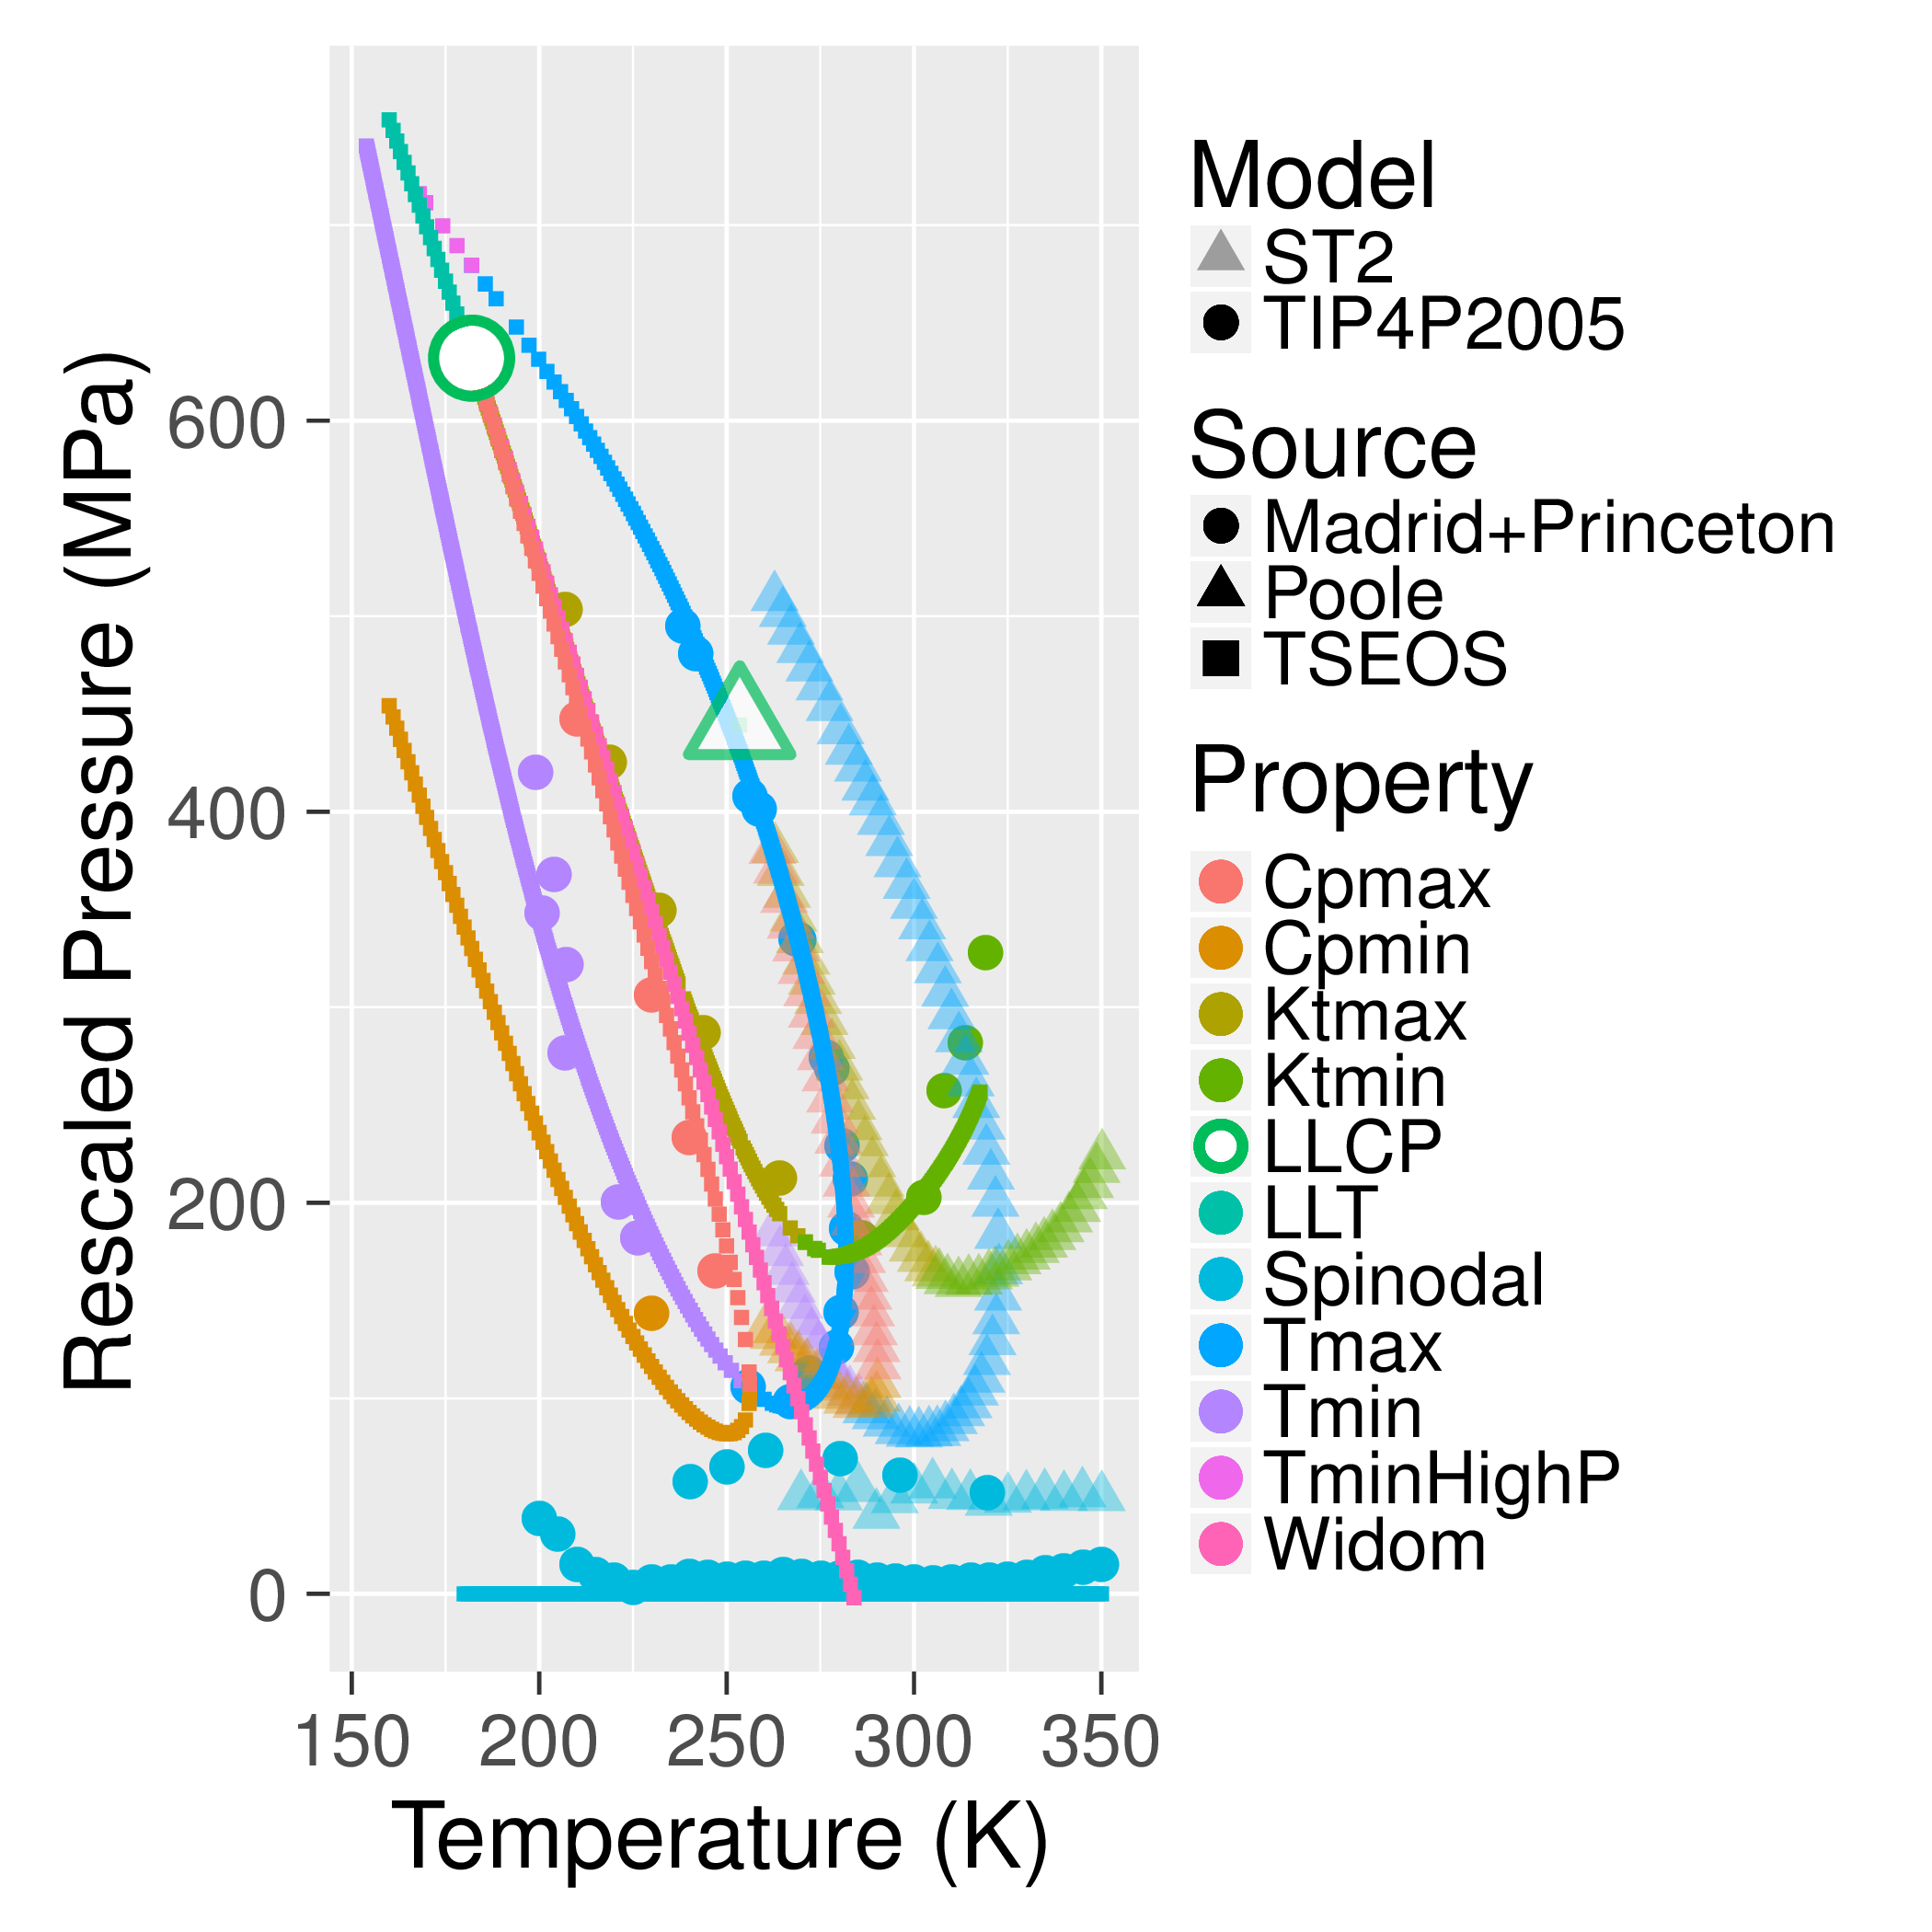 Rescaled Pressure (MPa)
600
400
200
0
150 200 250 300 350
Temperature (K)
Model
ST2
TIP4P2005
Source
Madrid+Princeton
Poole
TSEOS
Property
Cpmax
Cpmin
Ktmax
Ktmin
LLCP
LLT
Spinodal
Tmax
Tmin
TminHighP
Widom